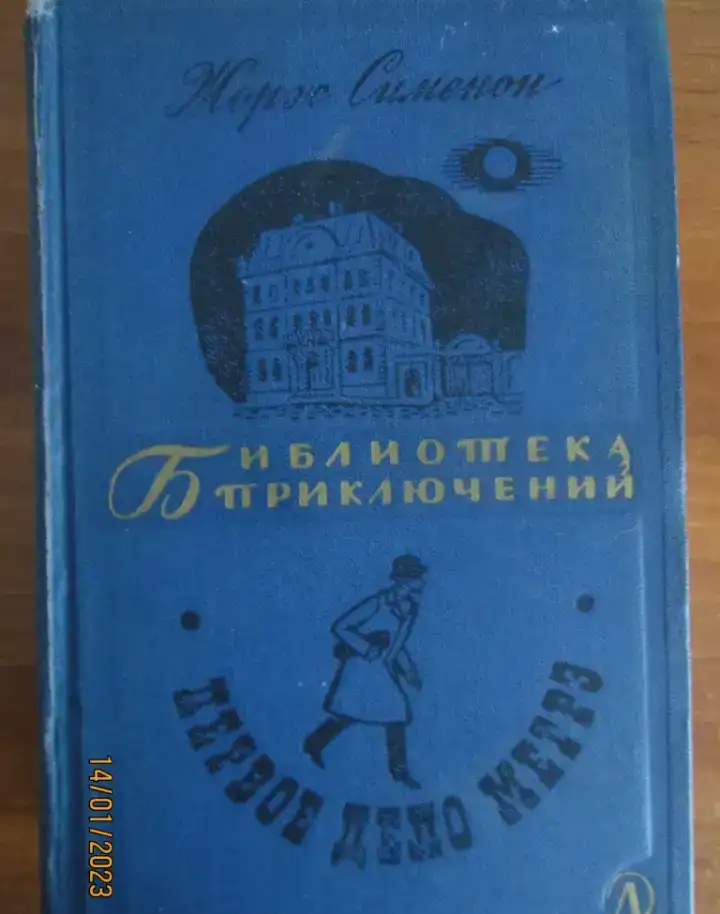 Жорж Сименон
БИБЛИОТЕКА
ПРИКЛЮЧЕНИЙ
ПЕРВОЕ ДЕЛО МЕГРЭ
Д
14/01/2023